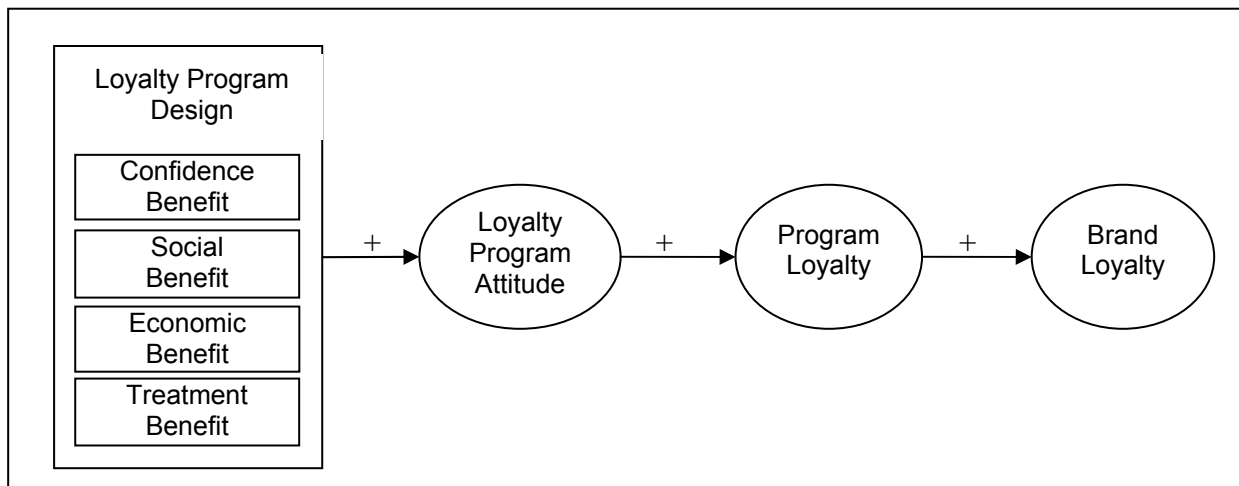 Loyalty Program
Design
Confidence
Benefit
Social
Benefit
Economic
Benefit
Treatment
Benefit
+
Loyalty
Program
Attitude
+
Program
Loyalty
+
Brand
Loyalty